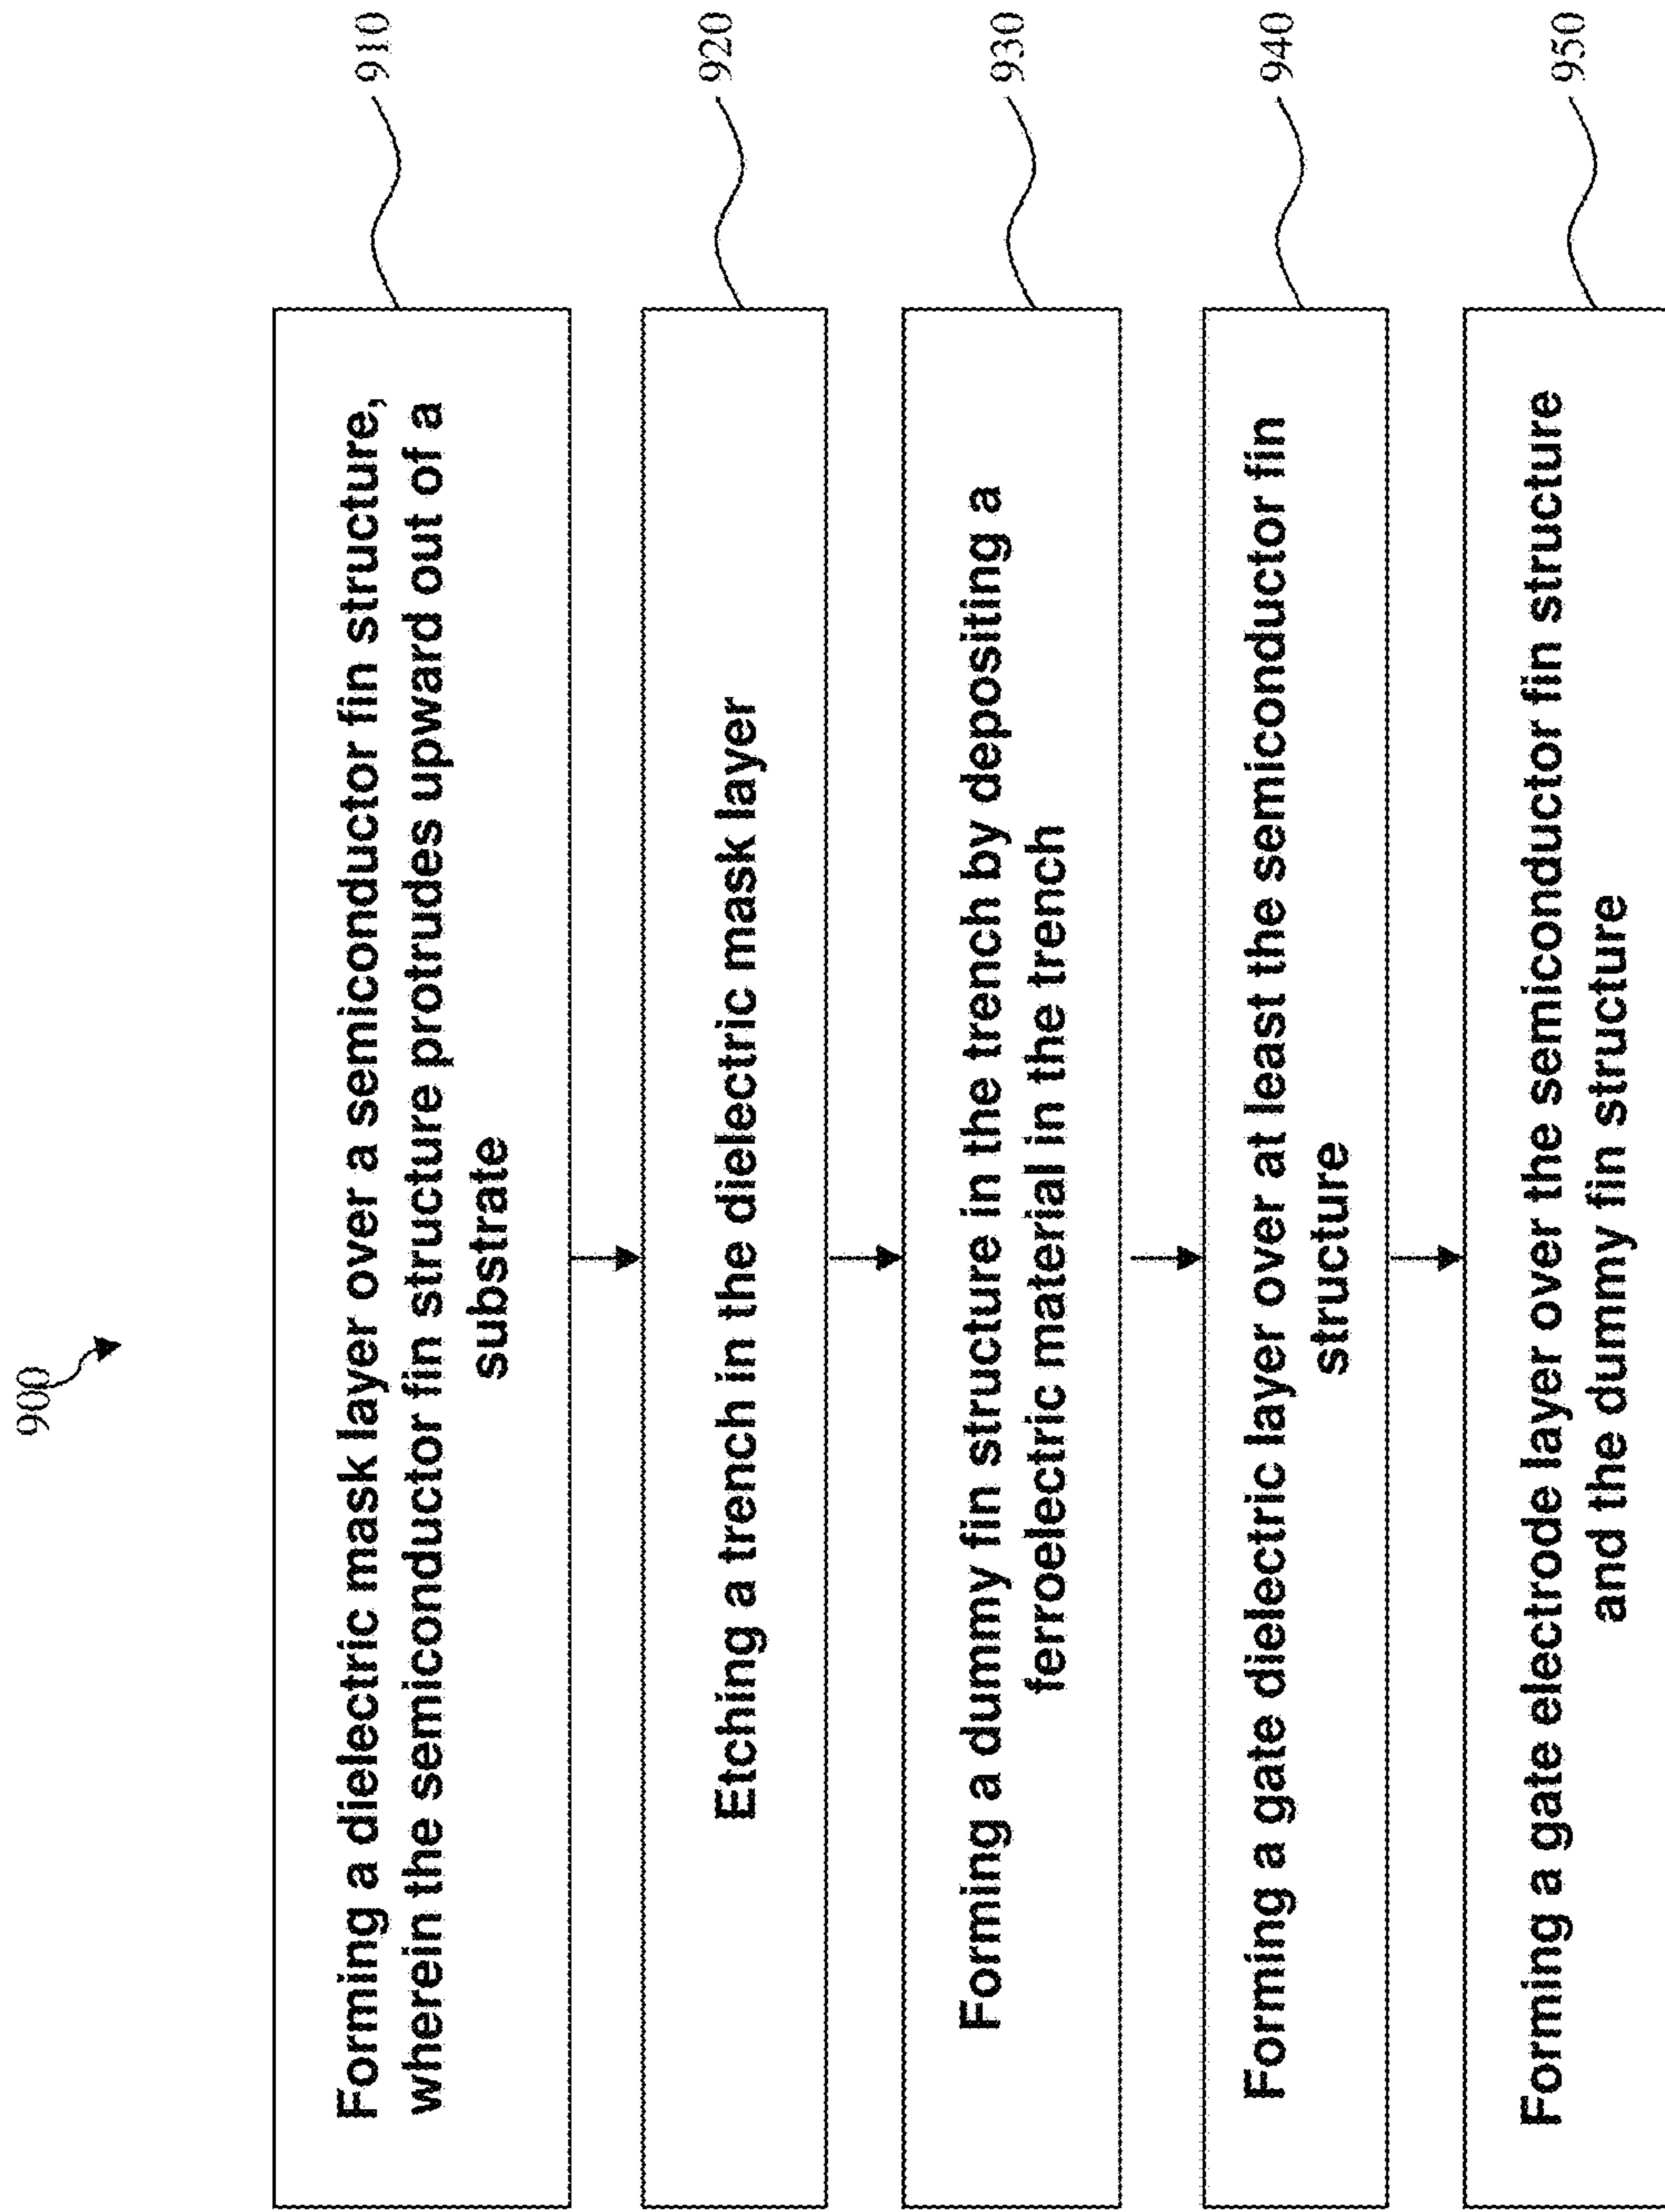 900
Forming a dielectric mask layer over a semiconductor fin structure,
wherein the semiconductor fin structure protrudes upward out of a
substrate
910
Etching a trench in the dielectric mask layer
920
Forming a dummy fin structure in the trench by depositing a
ferroelectric material in the trench
930
Forming a gate dielectric layer over at least the semiconductor fin
structure
940
Forming a gate electrode layer over the semiconductor fin structure
and the dummy fin structure
950